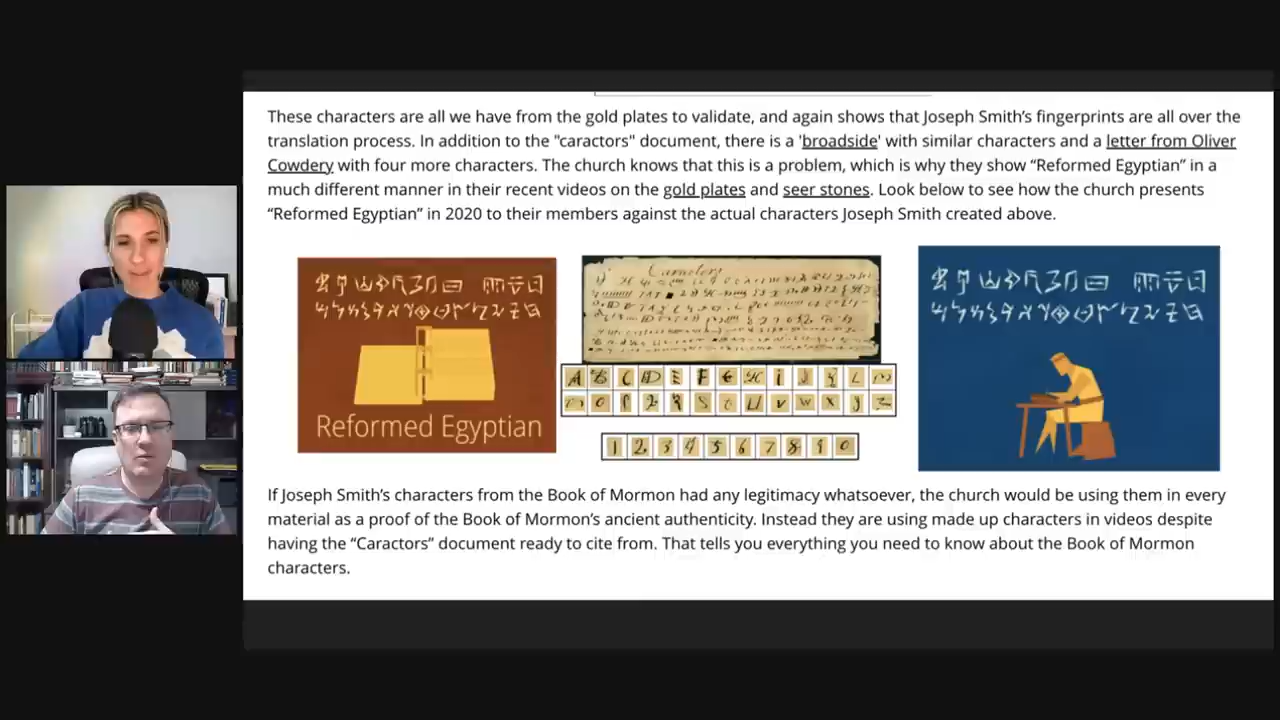 These characters are all we have from the gold plates to validate, and again shows that Joseph Smith’s fingerprints are all over the
translation process. In addition to the "caractors" document, there is a 'broadside' with similar characters and a letter from Oliver
Cowdery with four more characters. The church knows that this is a problem, which is why they show “Reformed Egyptian” in a
much different manner in their recent videos on the gold plates and seer stones. Look below to see how the church presents
“Reformed Egyptian” in 2020 to their members against the actual characters Joseph Smith created above.
Caractors
Reformed Egyptian
1 2 3 4 5 6 7 8 9 0
If Joseph Smith’s characters from the Book of Mormon had any legitimacy whatsoever, the church would be using them in every
material as a proof of the Book of Mormon’s ancient authenticity. Instead they are using made up characters in videos despite
having the “Caractors” document ready to cite from. That tells you everything you need to know about the Book of Mormon
characters.